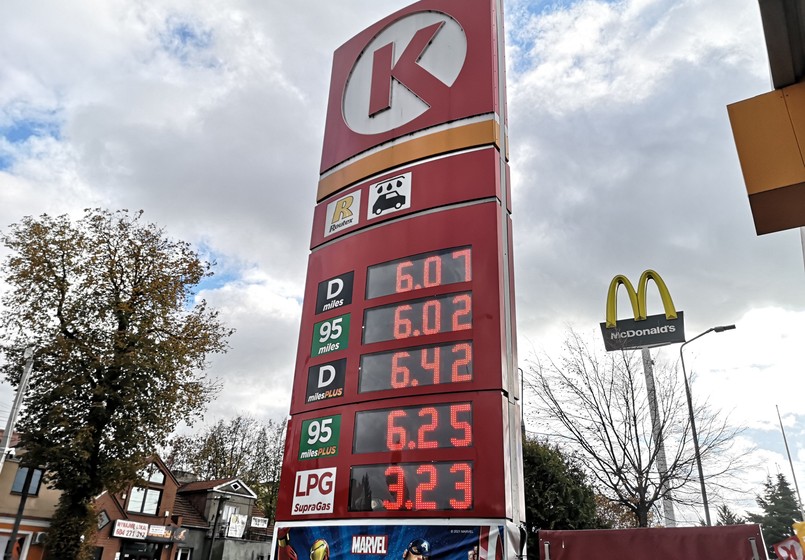 K
R
Routex
D
miles
6.07
95
miles
6.02
D
milesPLUS
6.42
95
milesPLUS
6.25
LPG
SupraGas
3.23
MARVEL
McDonald's